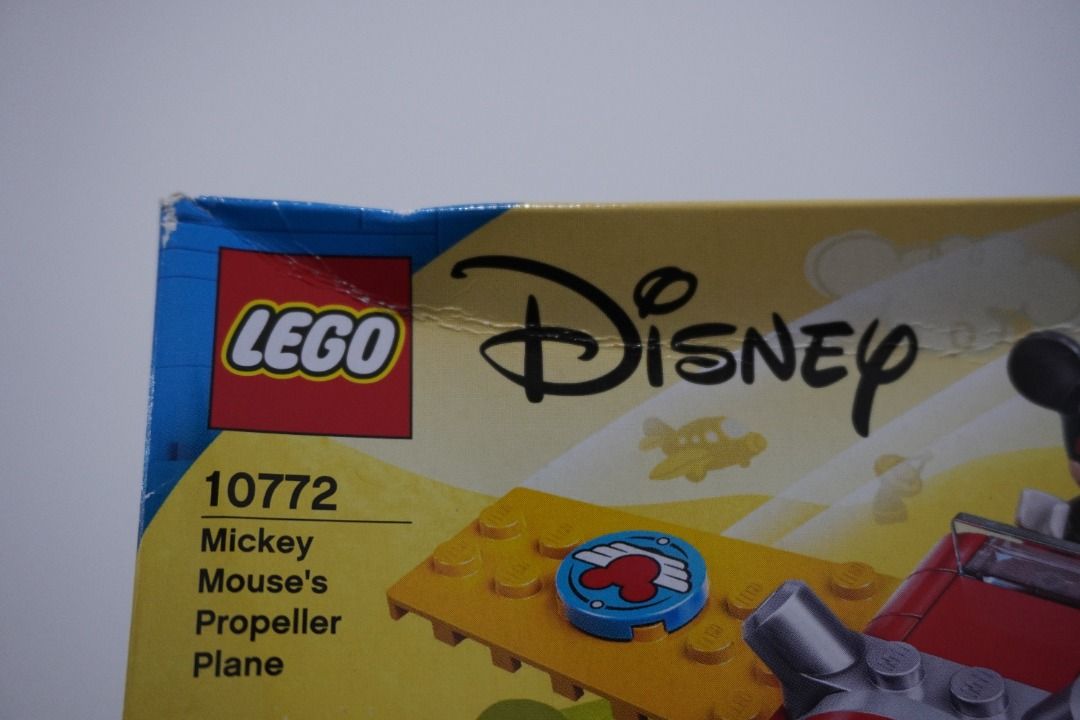 LEGO
Disney
10772
Mickey
Mouse's
Propeller
Plane